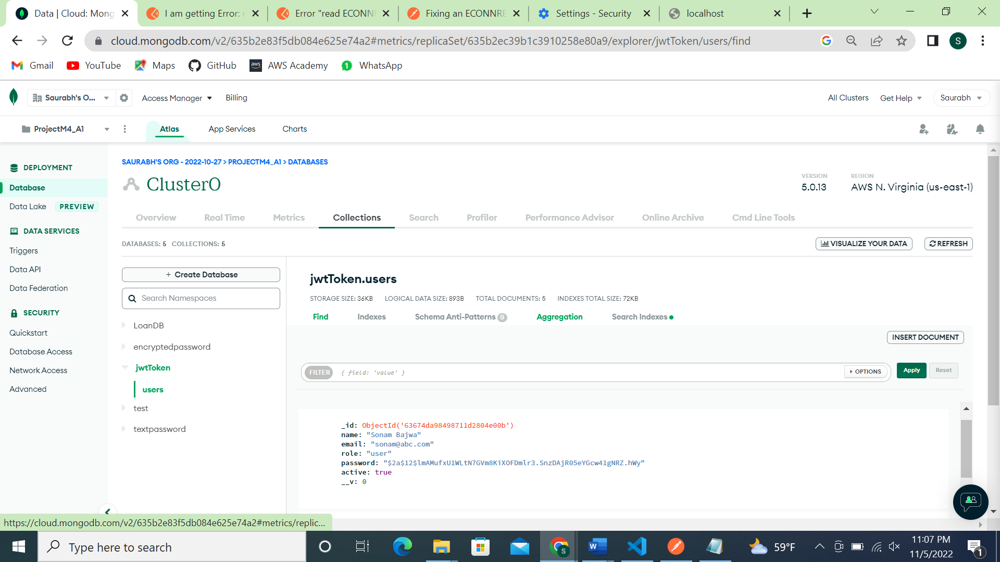 Data | Cloud: Mong
I am getting Error: r
Error "read ECONNI
Fixing an ECONNRE
Settings - Security
localhost
cloud.mongodb.com/v2/635b2e83f5db084e625e74a2#metrics/replicaSet/635b2ec39b1c3910258e80a9/explorer/jwtToken/users/find
S
Gmail
YouTube
Maps
GitHub
aws
AWS Academy
1
WhatsApp
Saurabh's O...
Access Manager
Billing
All Clusters
Get Help
Saurabh
ProjectM4_A1
Atlas
App Services
Charts
DEPLOYMENT
Database
Data Lake
PREVIEW
DATA SERVICES
Triggers
Data API
Data Federation
SECURITY
Quickstart
Database Access
Network Access
Advanced
SAURABH'S ORG - 2022-10-27 > PROJECTM4_A1 > DATABASES
Cluster0
VERSION
5.0.13
REGION
AWS N. Virginia (us-east-1)
Overview
Real Time
Metrics
Collections
Search
Profiler
Performance Advisor
Online Archive
Cmd Line Tools
DATABASES: 5 COLLECTIONS: 5
VISUALIZE YOUR DATA
REFRESH
+ Create Database
Search Namespaces
LoanDB
encryptedpassword
jwtToken
users
test
textpassword
jwtToken.users
STORAGE SIZE: 36KB LOGICAL DATA SIZE: 893B TOTAL DOCUMENTS: 5 INDEXES TOTAL SIZE: 72KB
Find
Indexes
Schema Anti-Patterns 0
Aggregation
Search Indexes
INSERT DOCUMENT
FILTER
{ field: 'value' }
OPTIONS
Apply
Reset
_id: ObjectId('63674da98498711d2804e00b')
name: "Sonam Bajwa"
email: "sonam@abc.com"
role: "user"
password: "$2a$12$lmAMufxU1WLtN7GVm8KiXOFDmlr3.SnzDAjR05eYGcw41gNRZ.hWy"
active: true
__v: 0
https://cloud.mongodb.com/v2/635b2e83f5db084e625e74a2#metrics/replic...
Type here to search
S
59°F
11:07 PM
11/5/2022
1